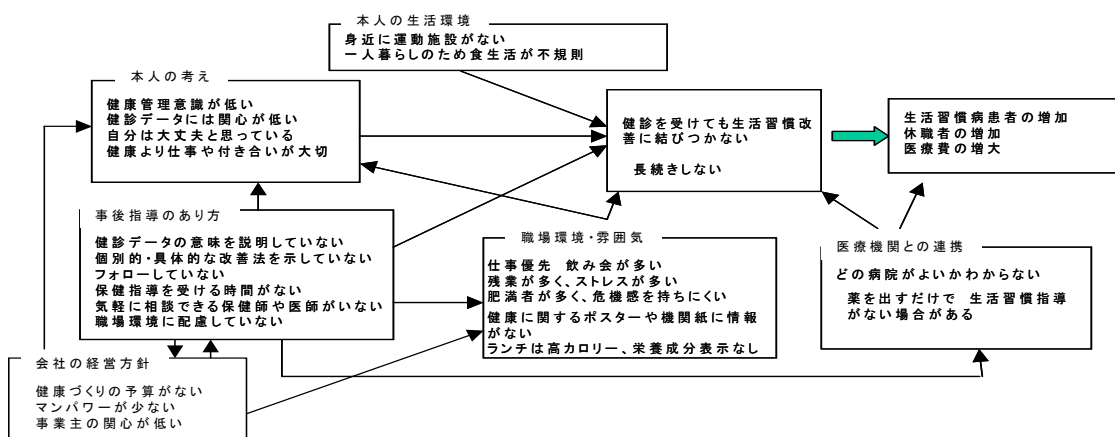 本人の生活環境
身近に運動施設がない
一人暮らしのため食生活が不規則
本人の考え
健康管理意識が低い
健診データには関心が低い
自分は大丈夫と思っている
健康より仕事や付き合いが大切
健診を受けても生活習慣改
善に結びつかない
長続きしない
生活習慣病患者の増加
休職者の増加
医療費の増大
事後指導のあり方
健診データの意味を説明していない
個別的・具体的な改善法を示していない
フォローしていない
保健指導を受ける時間がない
気軽に相談できる保健師や医師がいない
職場環境に配慮していない
職場環境・雰囲気
仕事優先 飲み会が多い
残業が多く、ストレスが多い
肥満者が多く、危機感を持ちにくい
健康に関するポスターや機関紙に情報
がない
ランチは高カロリー、栄養成分表示なし
医療機関との連携
どの病院がよいかわからない
薬を出すだけで 生活習慣指導
がない場合がある
会社の経営方針
健康づくりの予算がない
マンパワーが少ない
事業主の関心が低い